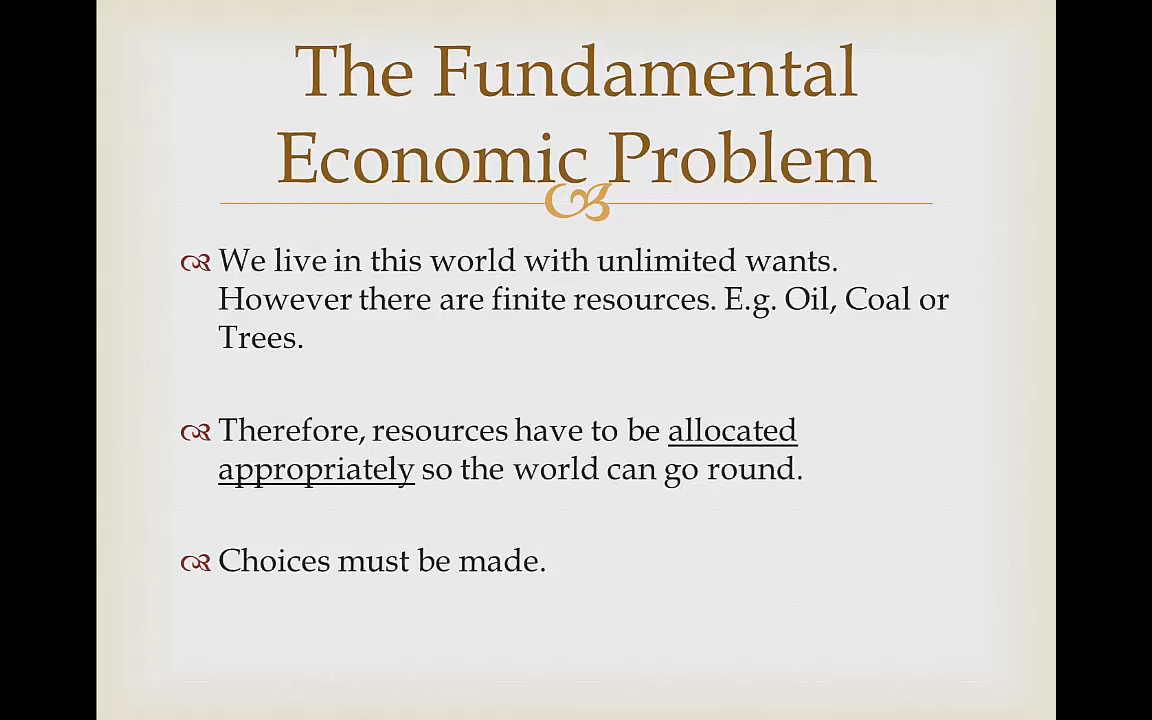 The Fundamental
Economic Problem
We live in this world with unlimited wants.
However there are finite resources. E.g. Oil, Coal or
Trees.
Therefore, resources have to be allocated
appropriately so the world can go round.
Choices must be made.